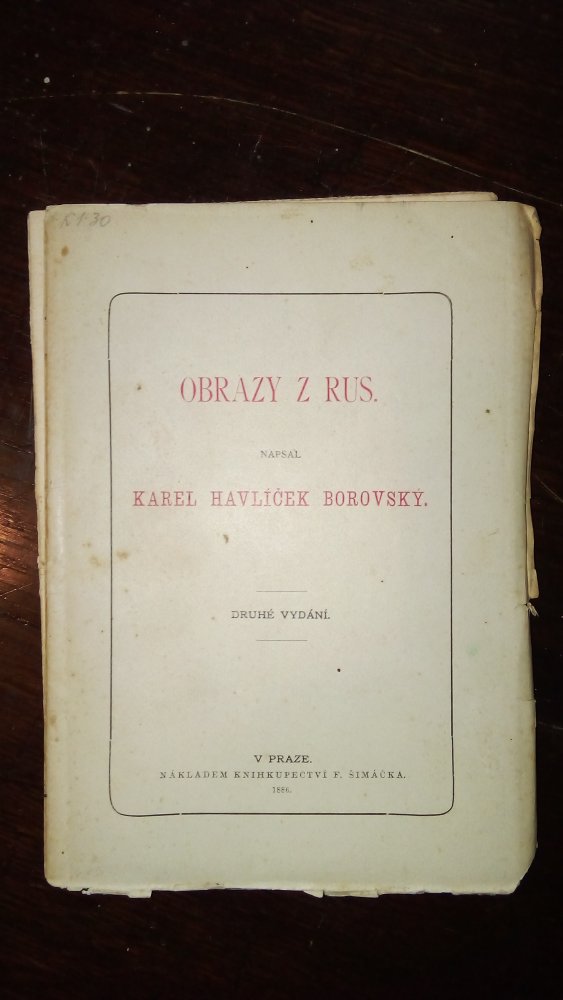 OBRAZY Z RUS.
NAPSAL
KAREL HAVLÍČEK BOROVSKÝ.
DRUHÉ VYDÁNÍ.
V PRAZE.
NÁKLADEM KNIHKUPECTVÍ F. ŠIMÁČKA.
1886.